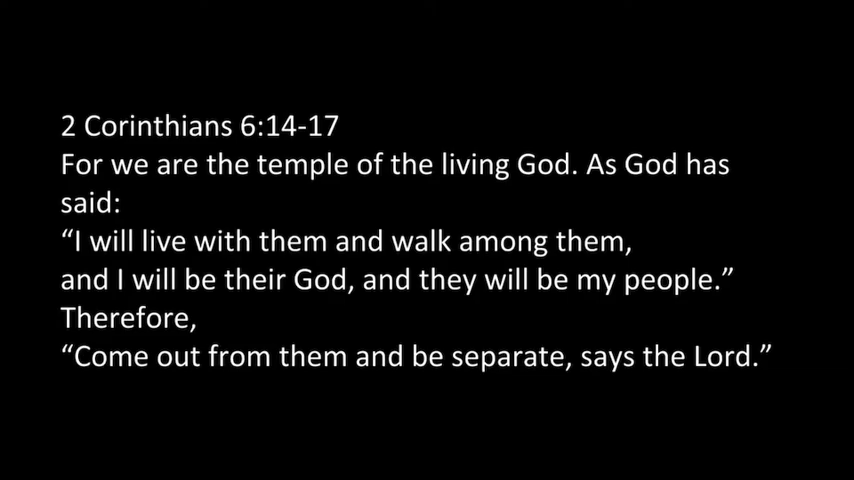 2 Corinthians 6:14-17
For we are the temple of the living God. As God has
said:
“I will live with them and walk among them,
and I will be their God, and they will be my people.”
Therefore,
“Come out from them and be separate, says the Lord.”